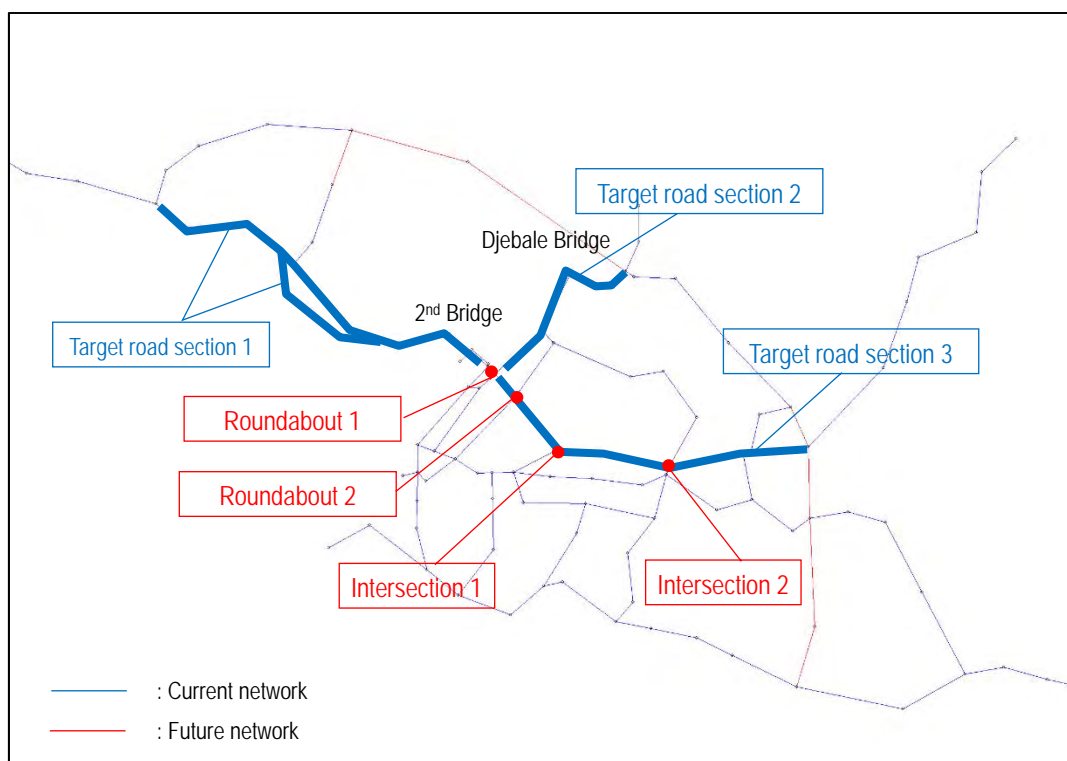 Target road section 2
Djebale Bridge
2nd Bridge
Target road section 1
Target road section 3
Roundabout 1
Roundabout 2
Intersection 1
Intersection 2
: Current network
: Future network